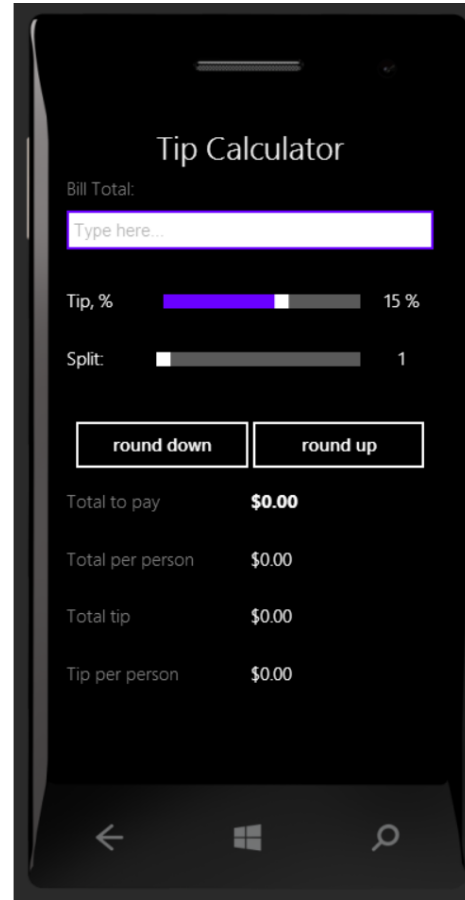 Tip Calculator
Bill Total:
Type here...
Tip, % 15 %
Split: 1
round down round up
Total to pay $0.00
Total per person $0.00
Total tip $0.00
Tip per person $0.00